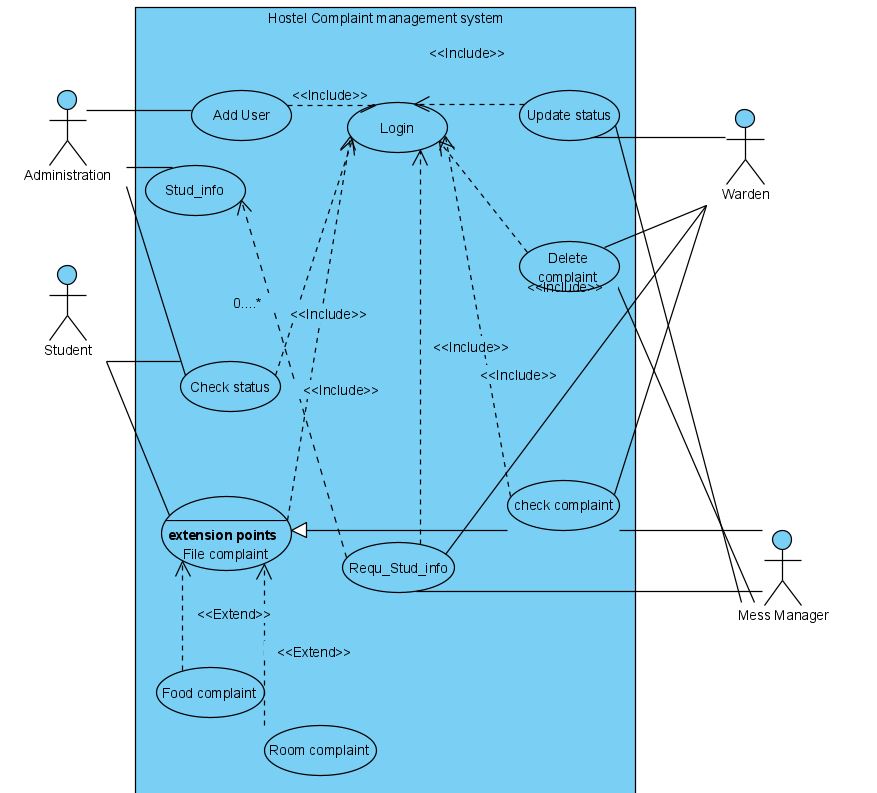 Hostel Complaint management system
<<Include>>
<<Include>>
Add User
Update status
Login
Administration
Stud_info
Warden
Delete
complaint
<<Include>>
0....*
<<Include>>
Student
<<Include>>
<<Include>>
Check status
<<Include>>
check complaint
extension points
File complaint
Requ_Stud_info
<<Extend>>
Mess Manager
<<Extend>>
Food complaint
Room complaint